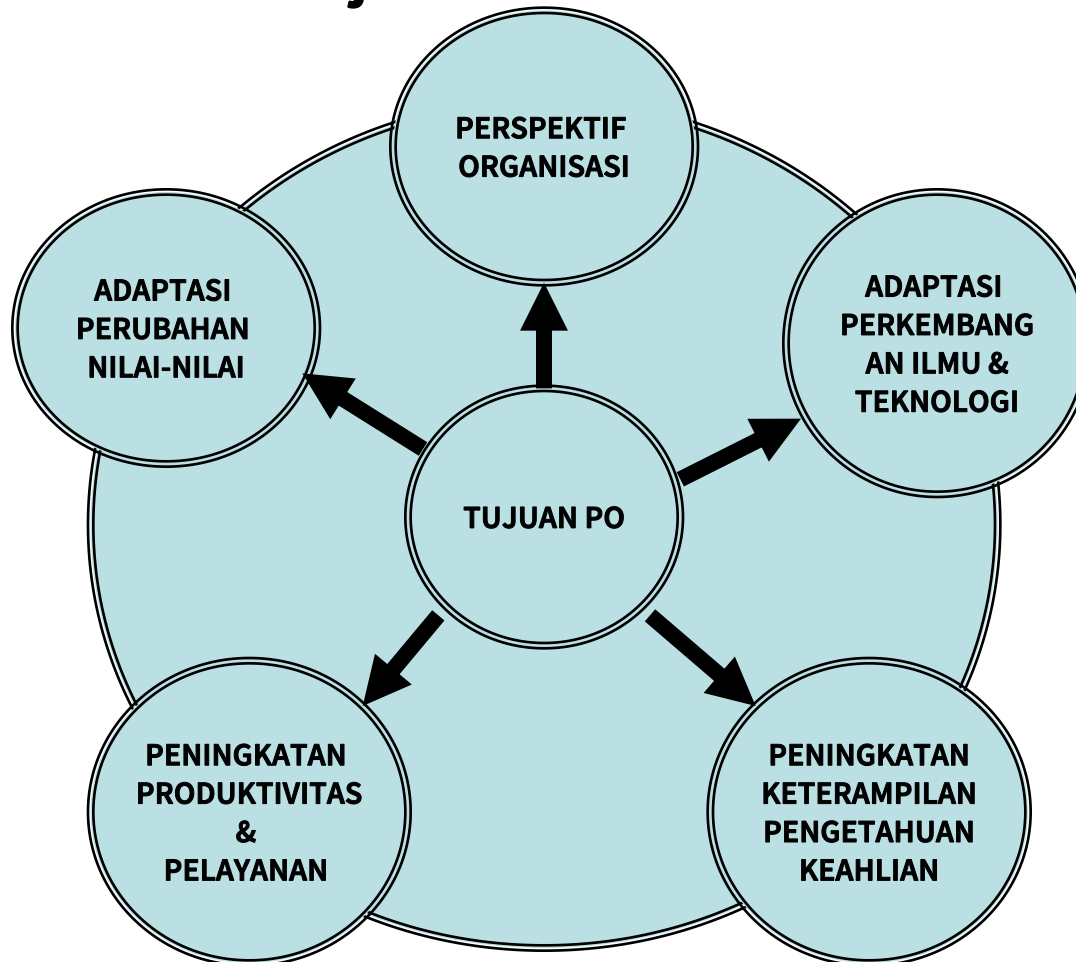 PERSPEKTIF
ORGANISASI
ADAPTASI
PERUBAHAN
NILAI-NILAI
ADAPTASI
PERKEMBANG
AN ILMU &
TEKNOLOGI
TUJUAN PO
PENINGKATAN
PRODUKTIVITAS
&
PELAYANAN
PENINGKATAN
KETERAMPILAN
PENGETAHUAN
KEAHLIAN